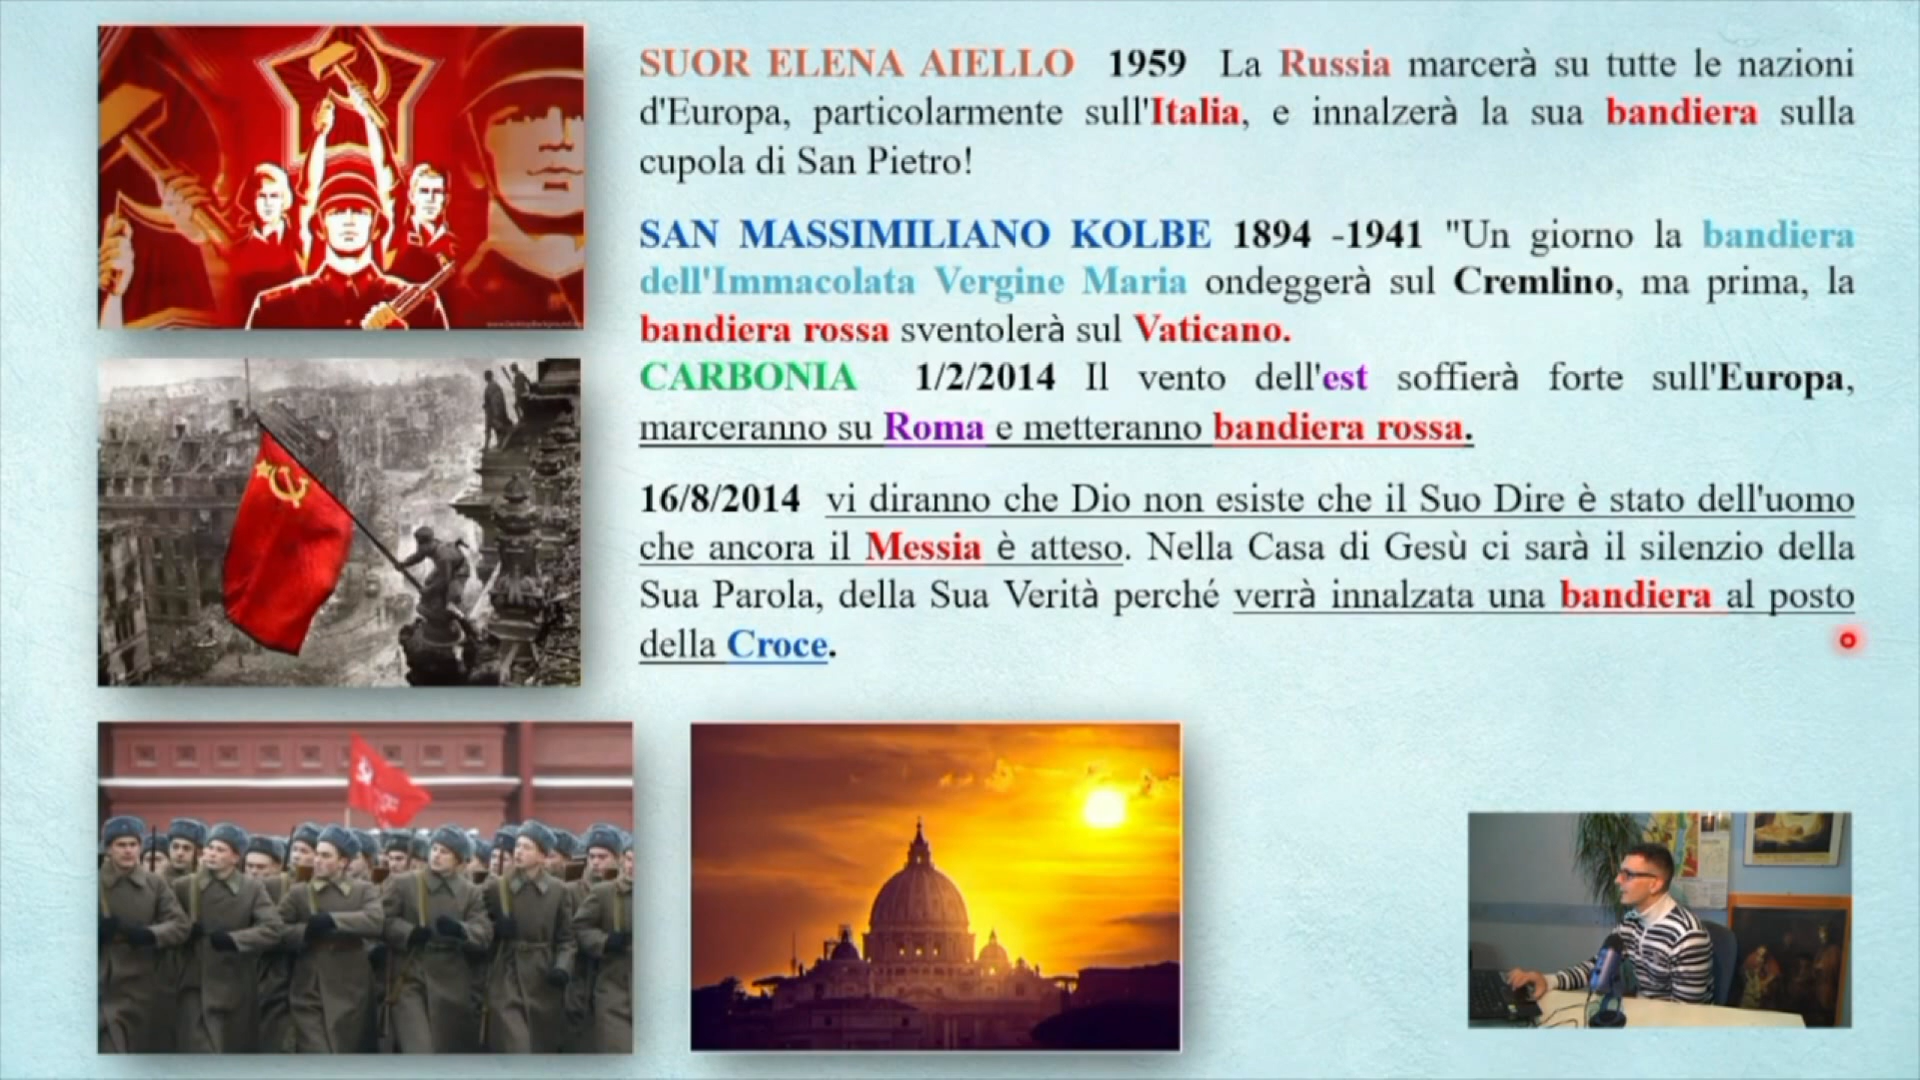 SUOR ELENA AIELLO 1959 La Russia marcerà su tutte le nazioni
d'Europa, particolarmente sull'Italia, e innalzerà la sua bandiera sulla
cupola di San Pietro!
SAN MASSIMILIANO KOLBE 1894 -1941 "Un giorno la bandiera
dell'Immacolata Vergine Maria ondeggerà sul Cremlino, ma prima, la
bandiera rossa sventolerà sul Vaticano.
CARBONIA 1/2/2014 Il vento dell'est soffierà forte sull'Europa,
marceranno su Roma e metteranno bandiera rossa.
16/8/2014 vi diranno che Dio non esiste che il Suo Dire è stato dell'uomo
che ancora il Messia è atteso. Nella Casa di Gesù ci sarà il silenzio della
Sua Parola, della Sua Verità perché verrà innalzata una bandiera al posto
della Croce.